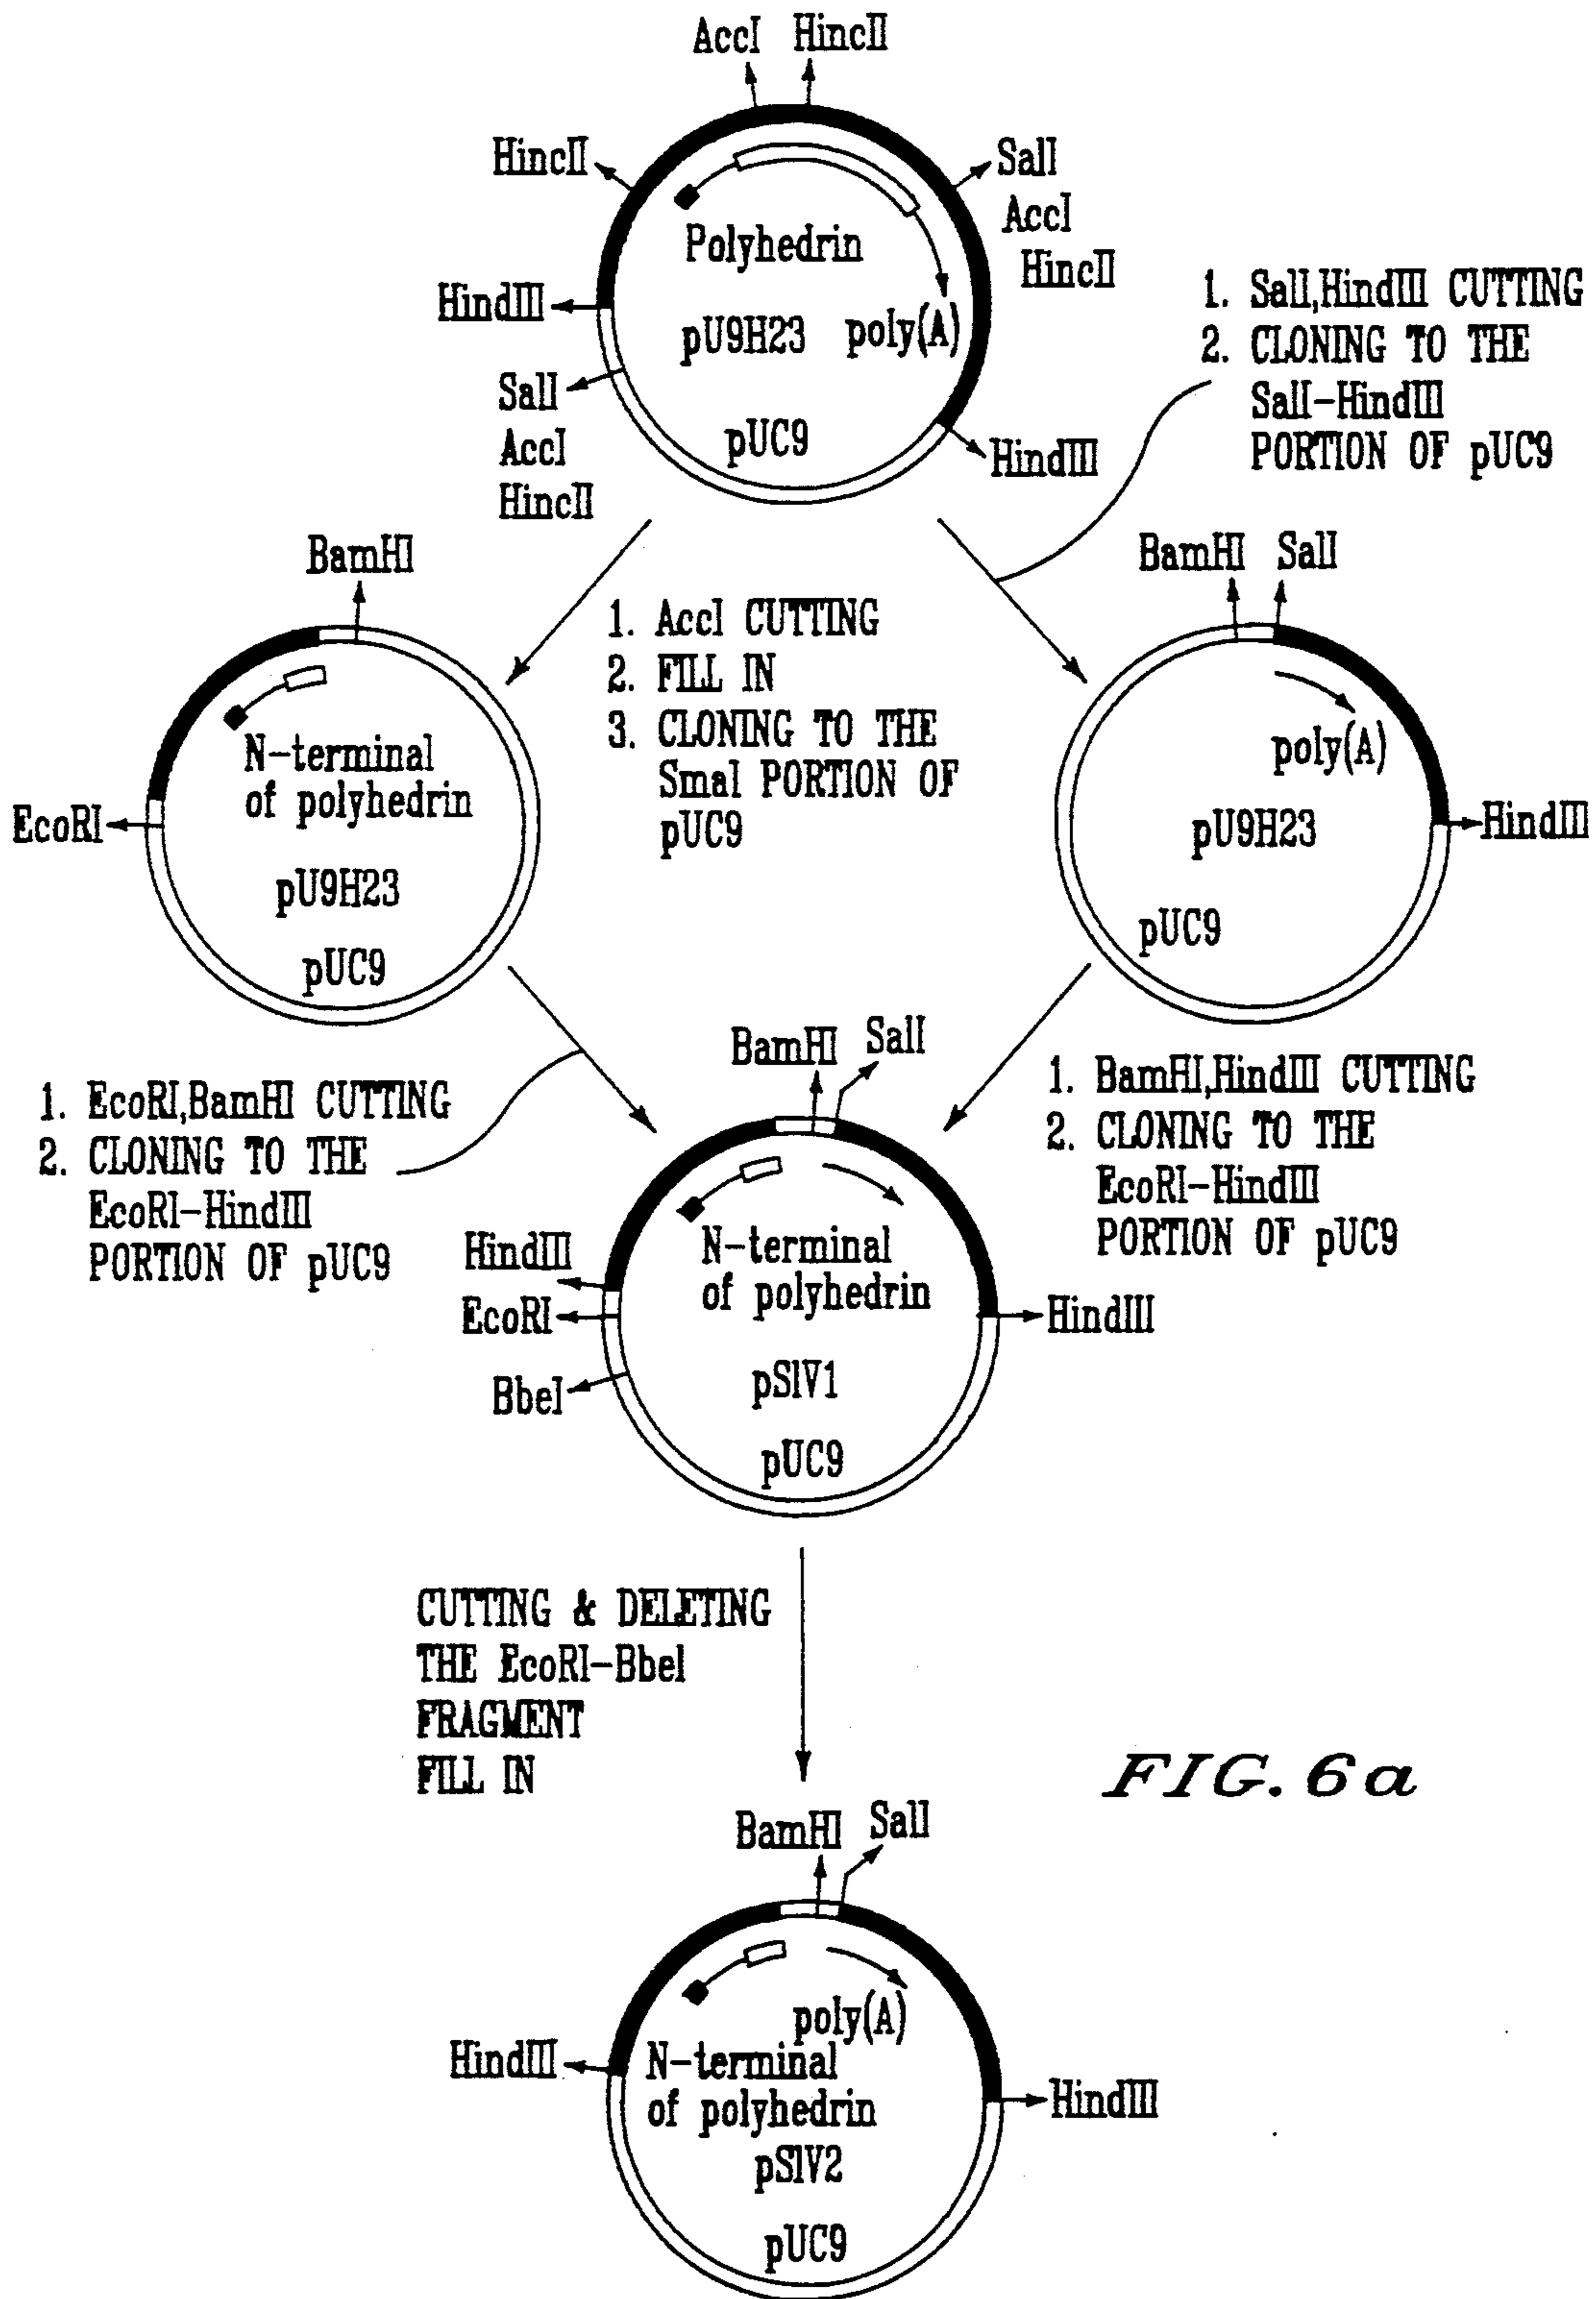 AccI HincII
HincII
SalI
AccI
HincII
Polyhedrin
HindIII
pU9H23 poly(A)
SalI
AccI
HincII
pUC9
HindIII
1. SalI,HindIII CUTTING
2. CLONING TO THE
SalI-HindIII
PORTION OF pUC9
BamHI
1. AccI CUTTING
2. FILL IN
3. CLONING TO THE
SmaI PORTION OF
pUC9
BamHI SalI
N-terminal
of polyhedrin
EcoRI
pU9H23
pUC9
poly(A)
pU9H23
HindIII
pUC9
1. EcoRI,BamHI CUTTING
2. CLONING TO THE
EcoRI-HindIII
PORTION OF pUC9
BamHI SalI
1. BamHI,HindIII CUTTING
2. CLONING TO THE
EcoRI-HindIII
PORTION OF pUC9
HindIII
EcoRI
BbeI
N-terminal
of polyhedrin
HindIII
pSlV1
pUC9
CUTTING & DELETING
THE EcoRI-BbeI
FRAGMENT
FILL IN
FIG. 6a
BamHI SalI
poly(A)
HindIII
N-terminal
of polyhedrin
HindIII
pSlV2
pUC9